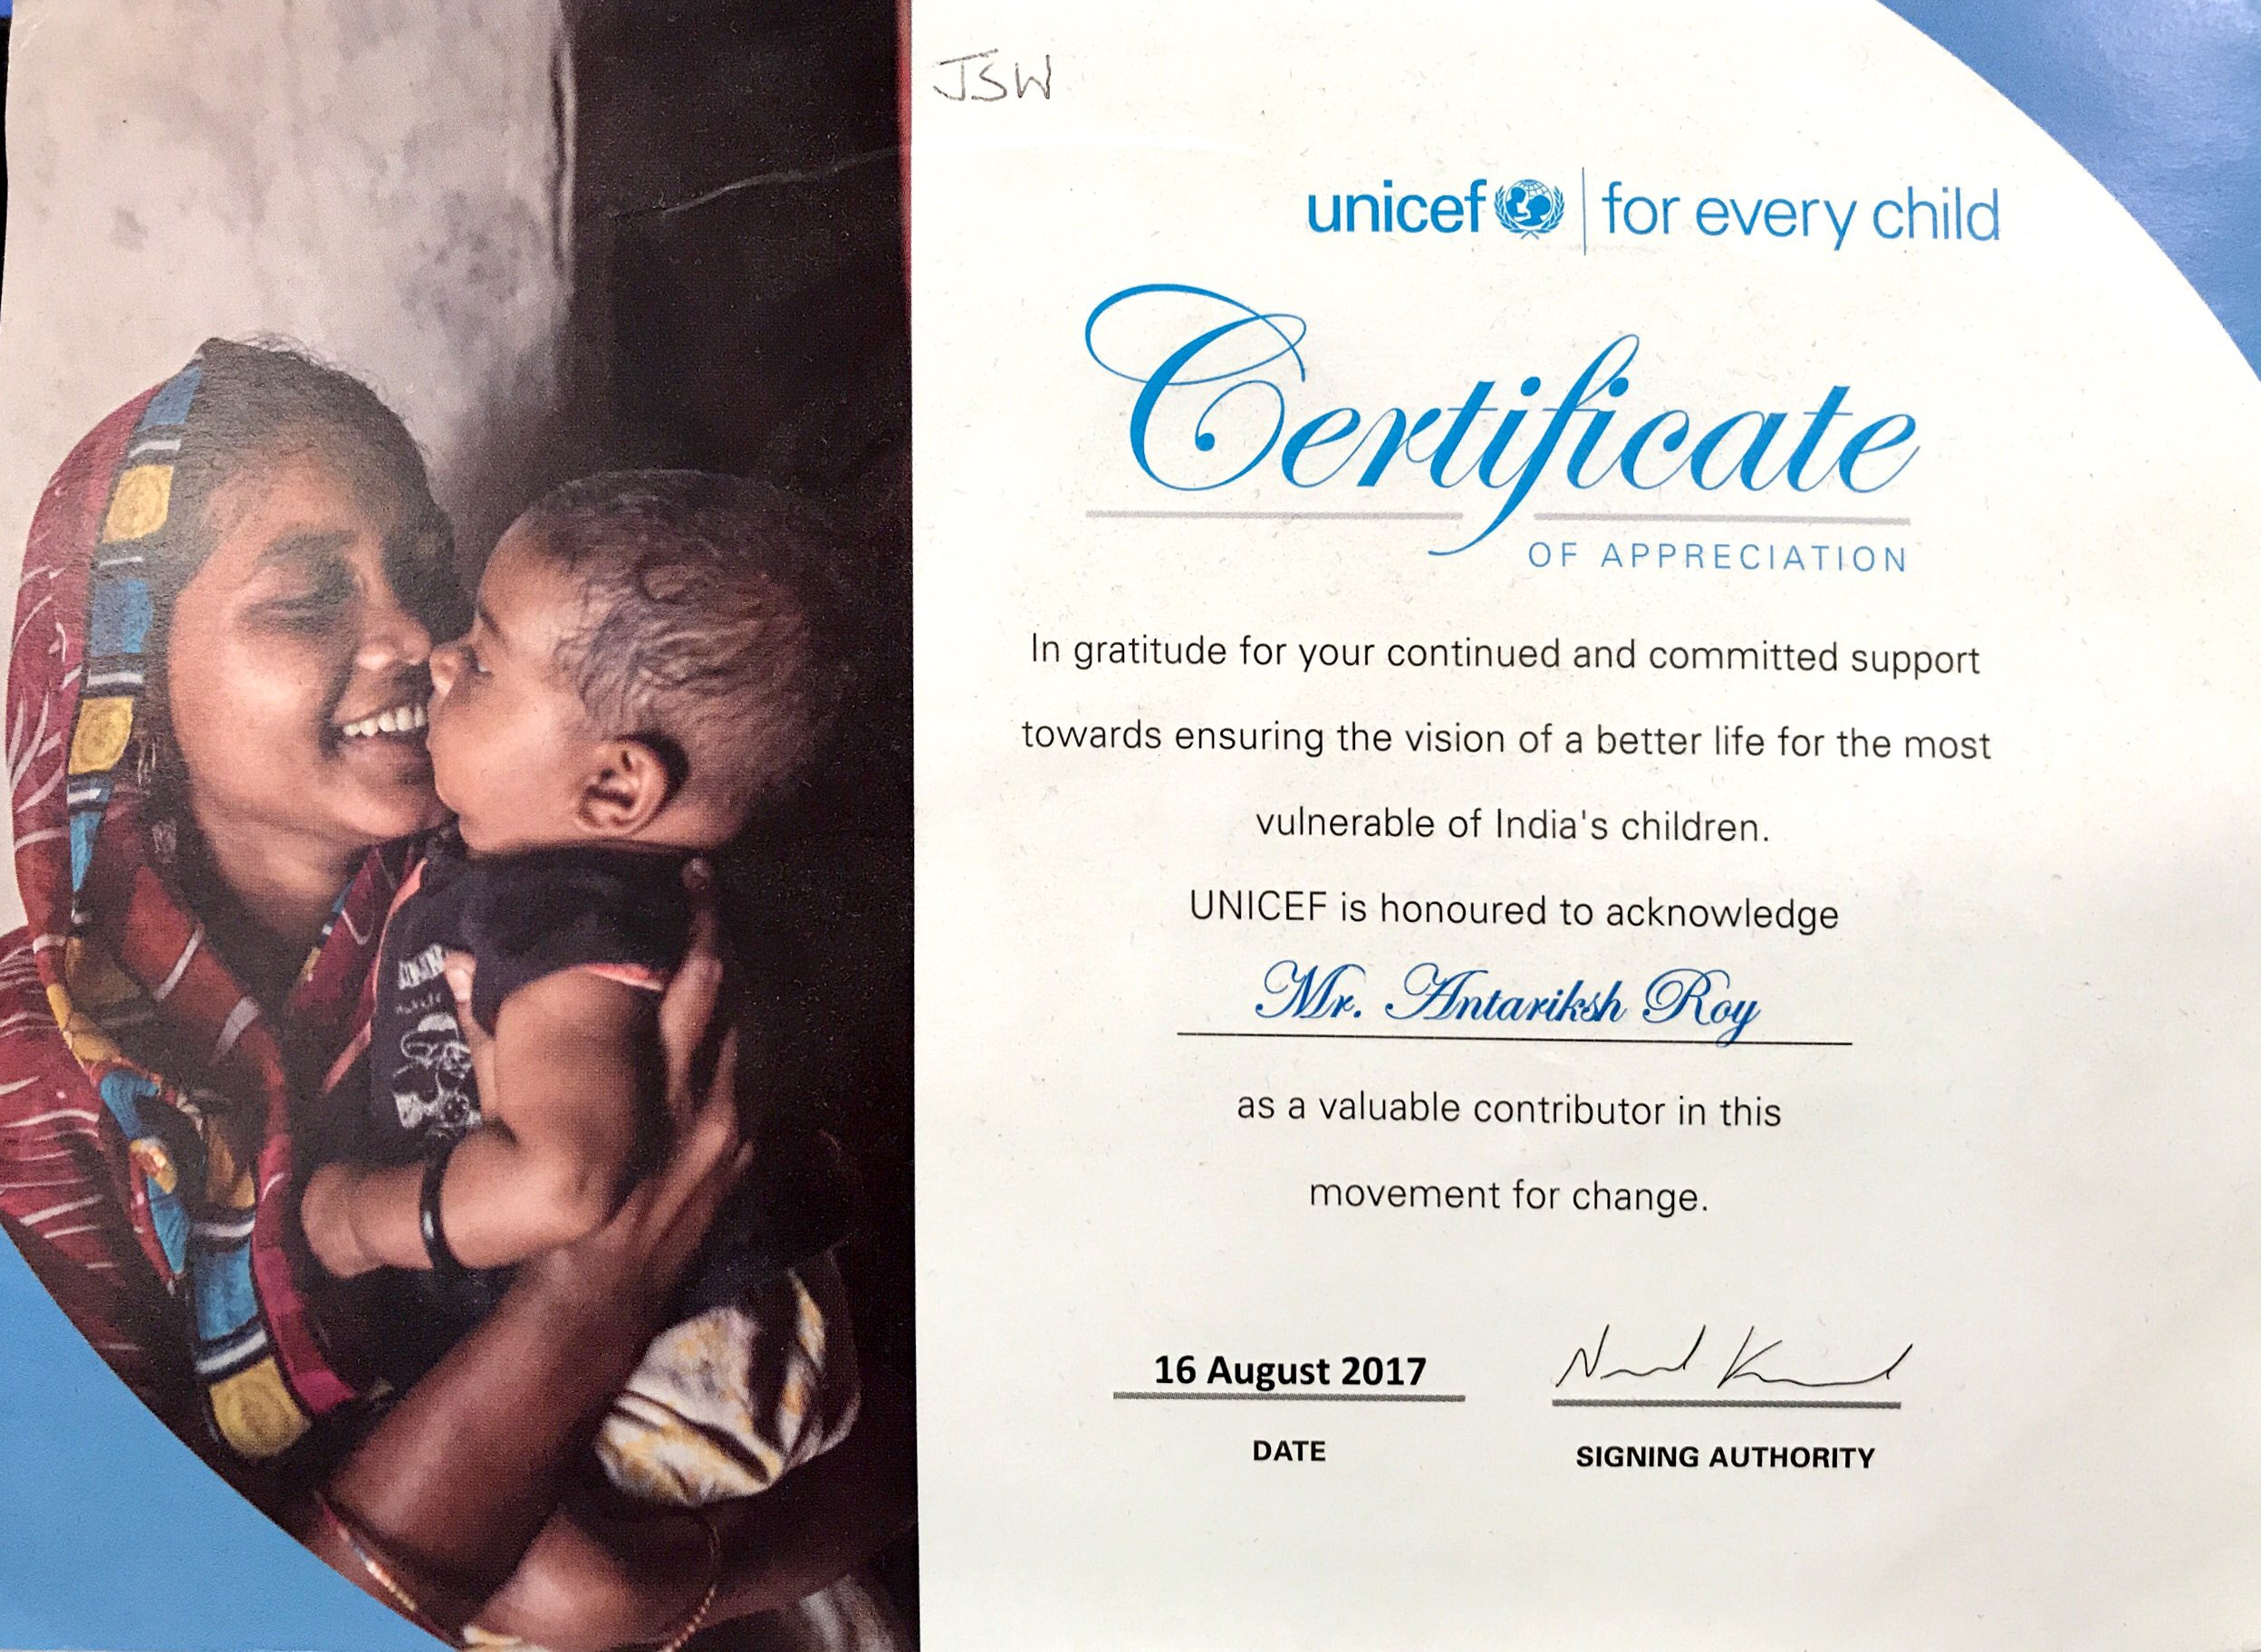 JSW
unicef | for every child
Certificate
OF APPRECIATION
In gratitude for your continued and committed support
towards ensuring the vision of a better life for the most
vulnerable of India's children.
UNICEF is honoured to acknowledge
Mr. Antariksh Roy
as a valuable contributor in this
movement for change.
16 August 2017
DATE
SIGNING AUTHORITY